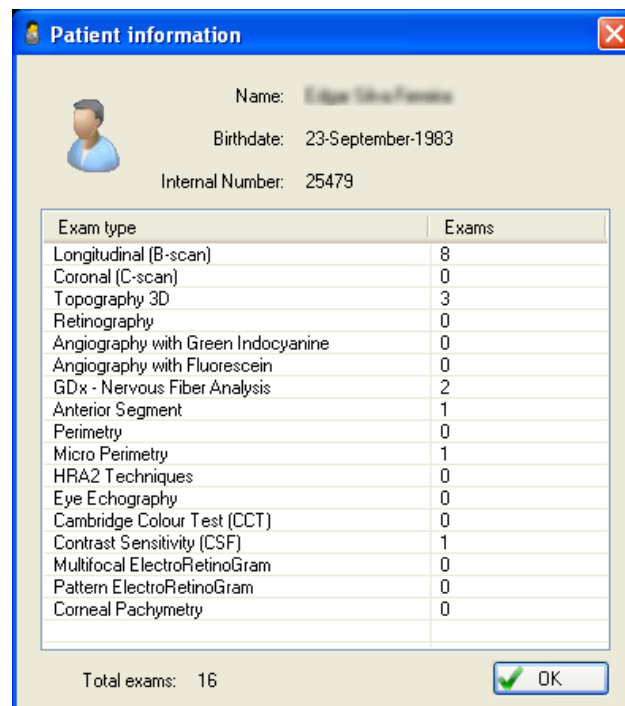 Patient information
Name:
Birthdate: 23-September-1983
Internal Number: 25479
Exam type Exams
Longitudinal (B-scan) 8
Coronal (C-scan) 0
Topography 3D 3
Retinography 0
Angiography with Green Indocyanine 0
Angiography with Fluorescein 0
GDx - Nervous Fiber Analysis 2
Anterior Segment 1
Perimetry 0
Micro Perimetry 1
HRA2 Techniques 0
Eye Echography 0
Cambridge Colour Test (CCT) 0
Contrast Sensitivity (CSF) 1
Multifocal ElectroRetinoGram 0
Pattern ElectroRetinoGram 0
Corneal Pachymetry 0
Total exams: 16 OK